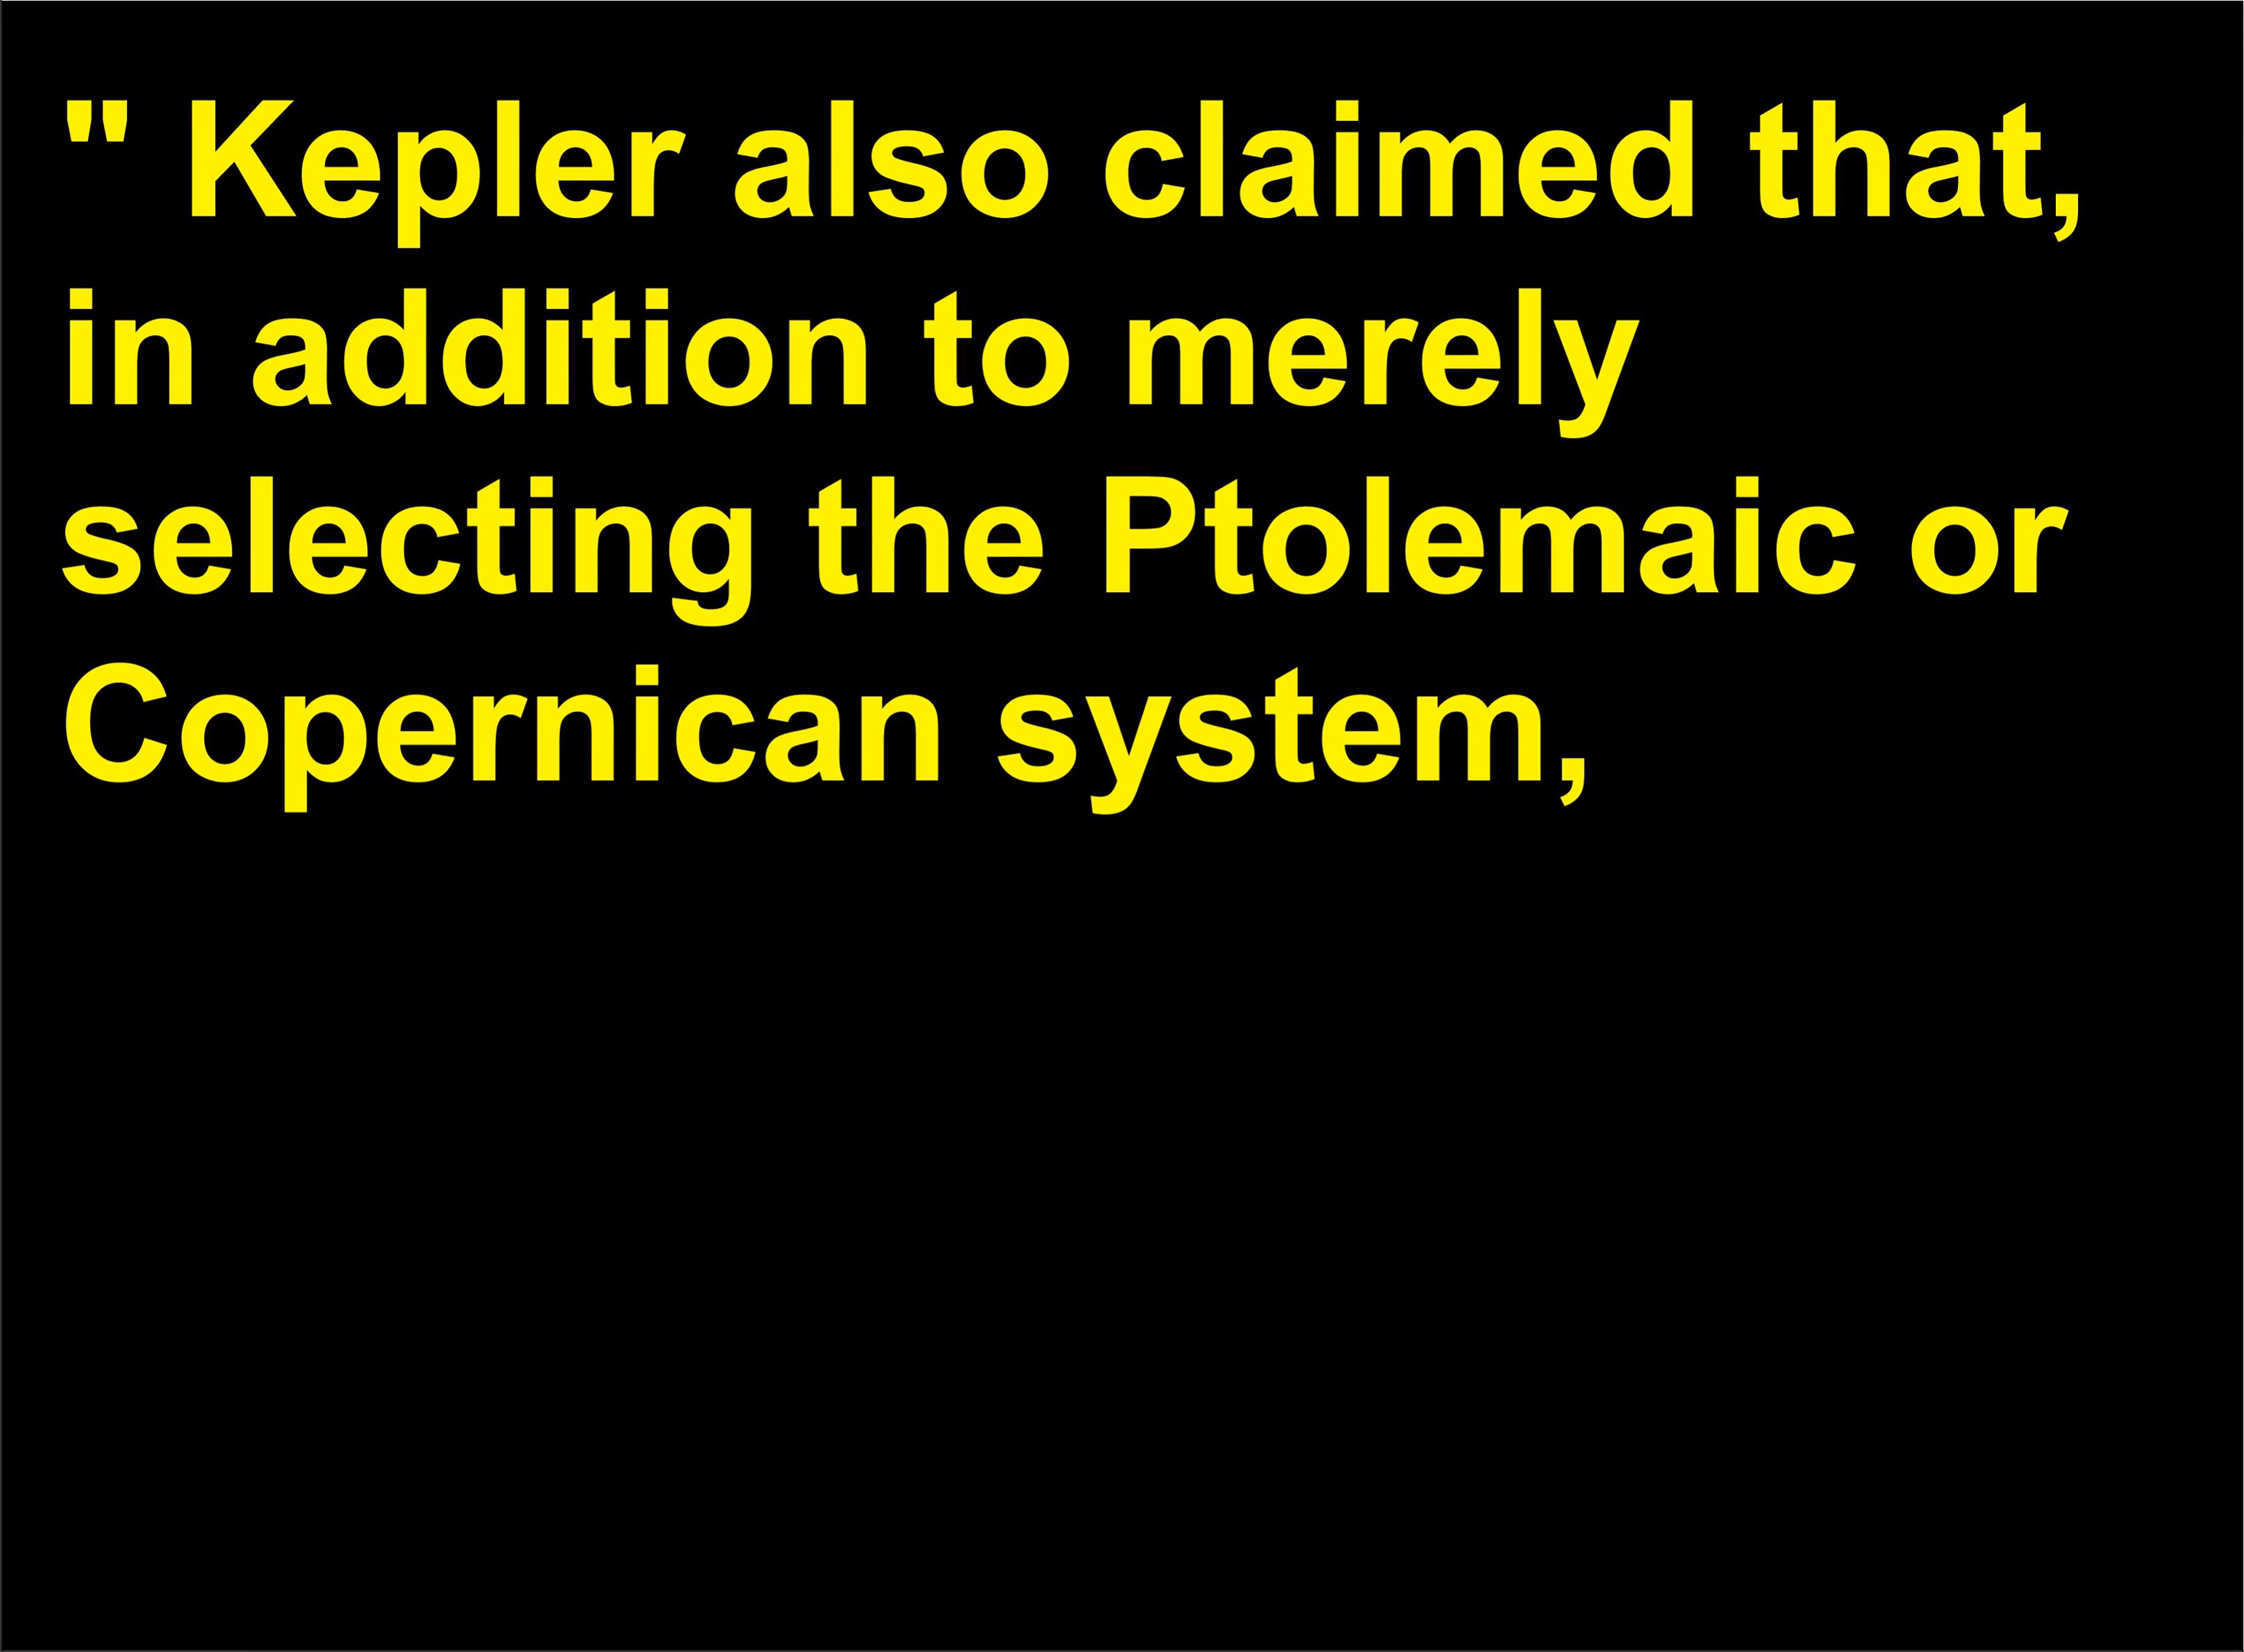 " Kepler also claimed that,
in addition to merely
selecting the Ptolemaic or
Copernican system,